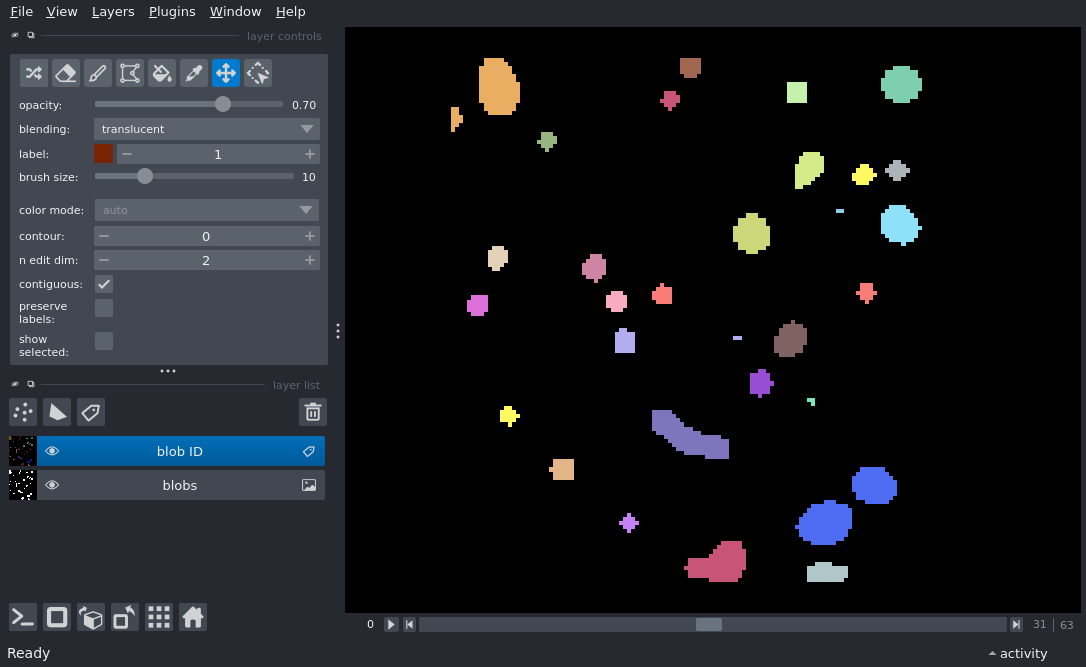 File View Layers Plugins Window Help
layer controls
opacity: 0.70
blending: translucent
label: 1
brush size: 10
color mode: auto
contour: 0
n edit dim: 2
contiguous:
preserve
labels:
show
selected:
layer list
blob ID
blobs
0 31 63
Ready activity